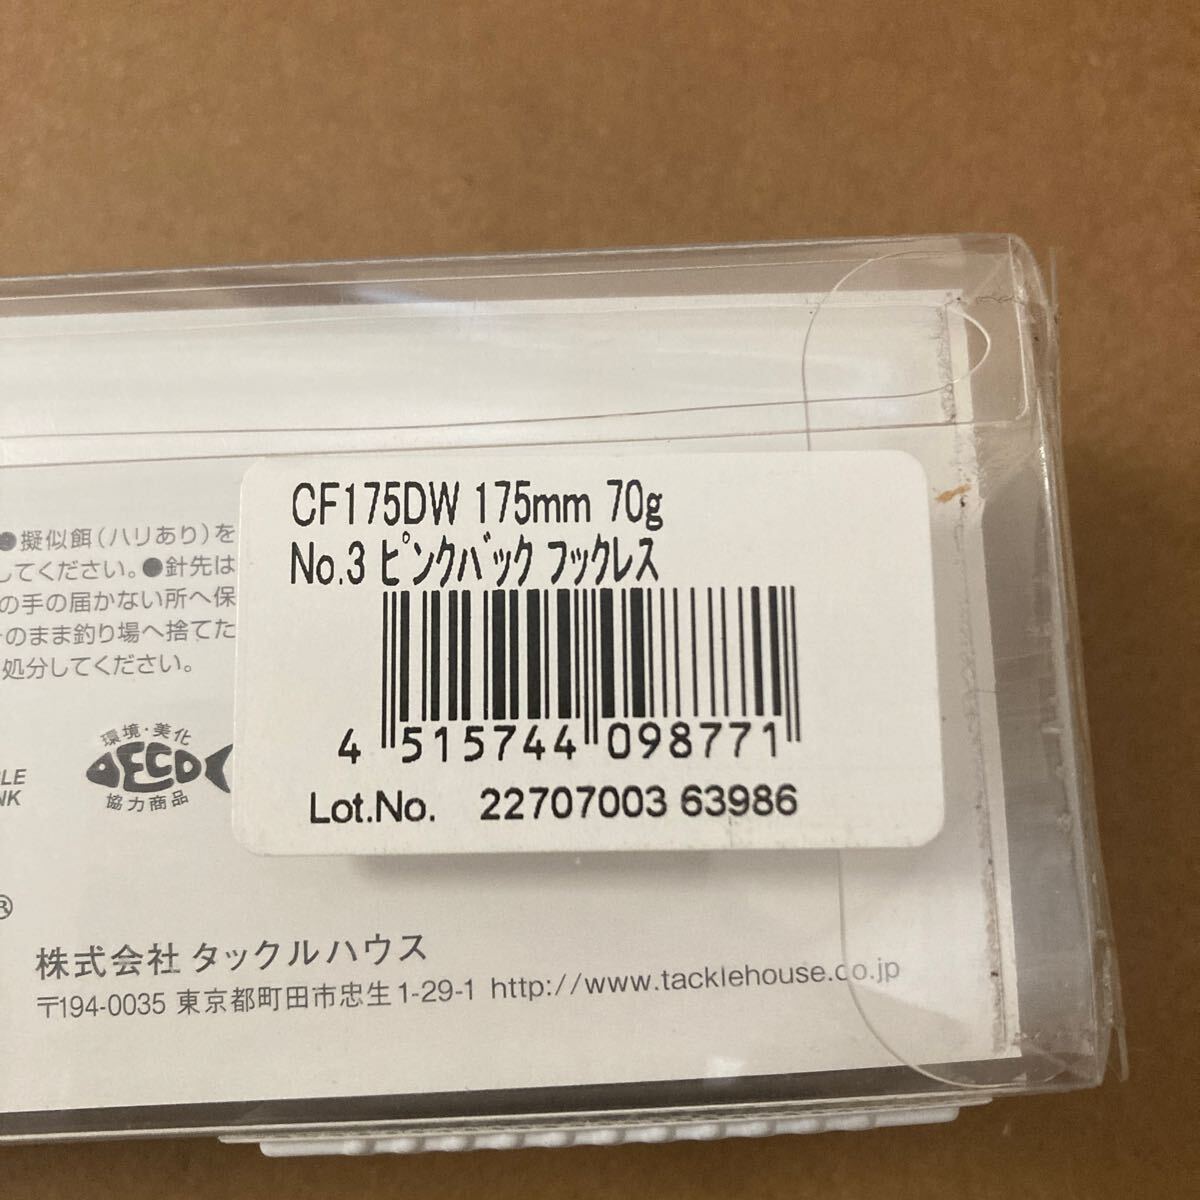 CF175DW 175mm 70g
No.3 ﾋﾟﾝｸﾊﾞｯｸ ﾌｯｸﾚｽ
4 515744 098771
Lot.No. 22707003 63986
●擬似餌(ハリあり)を
してください。●針先は
の手の届かない所へ保
のまま釣り場へ捨てた
処分してください。
環境・美化
ECO
協力商品
LE
NK
®
株式会社 タックルハウス
〒194-0035 東京都町田市忠生1-29-1 http://www.tacklehouse.co.jp